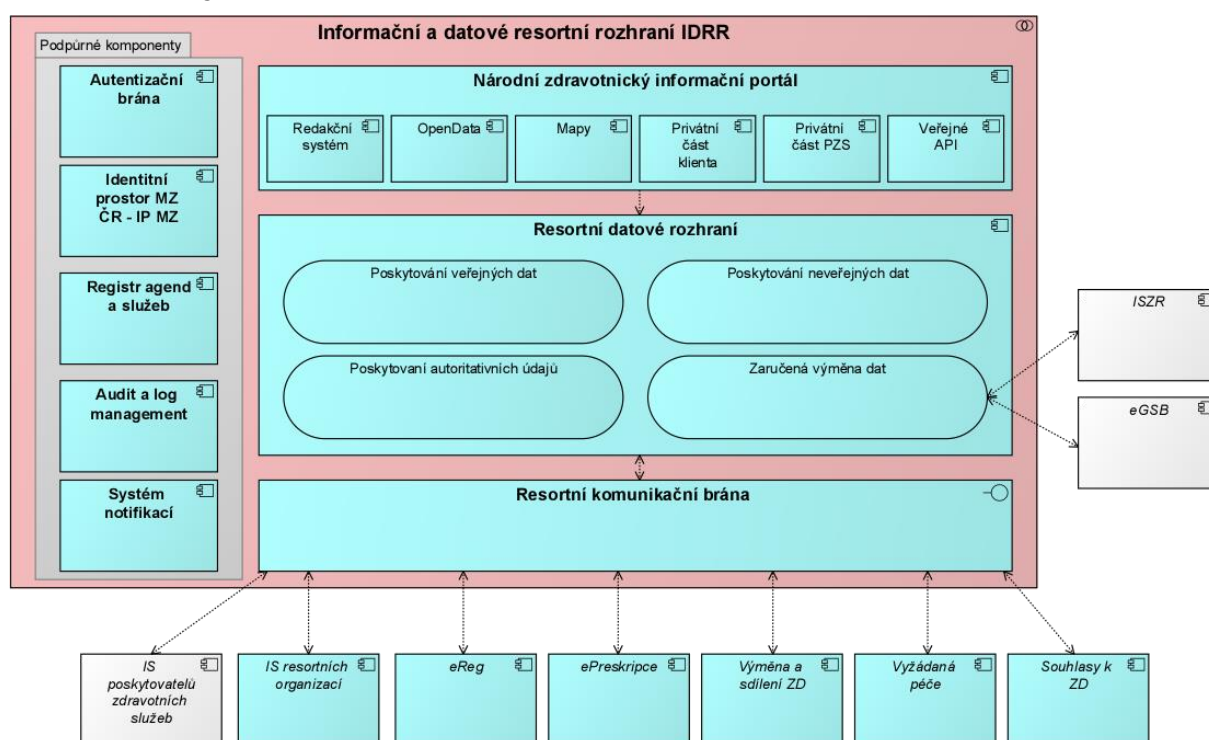 Informační a datové resortní rozhraní IDRR
Podpúrné komponenty
Autentizační
brána
Identitní
prostor MZ
ČR - IP MZ
Registr agend
a služeb
Audit a log
management
Systém
notifikací
Národní zdravotnický informační portál
Redakční
systém
OpenData
Mapy
Privátní
část
klienta
Privátní
část PZS
Veřejné
API
Resortní datové rozhraní
Poskytování veřejných dat
Poskytování neveřejných dat
Poskytovaní autoritativních údajů
Zaručená výměna dat
ISZR
eGSB
Resortní komunikační brána
IS
poskytovatelů
zdravotních
služeb
IS resortních
organizací
eReg
ePreskripce
Výměna a
sdílení ZD
Vyžádaná
péče
Souhlasy k
ZD